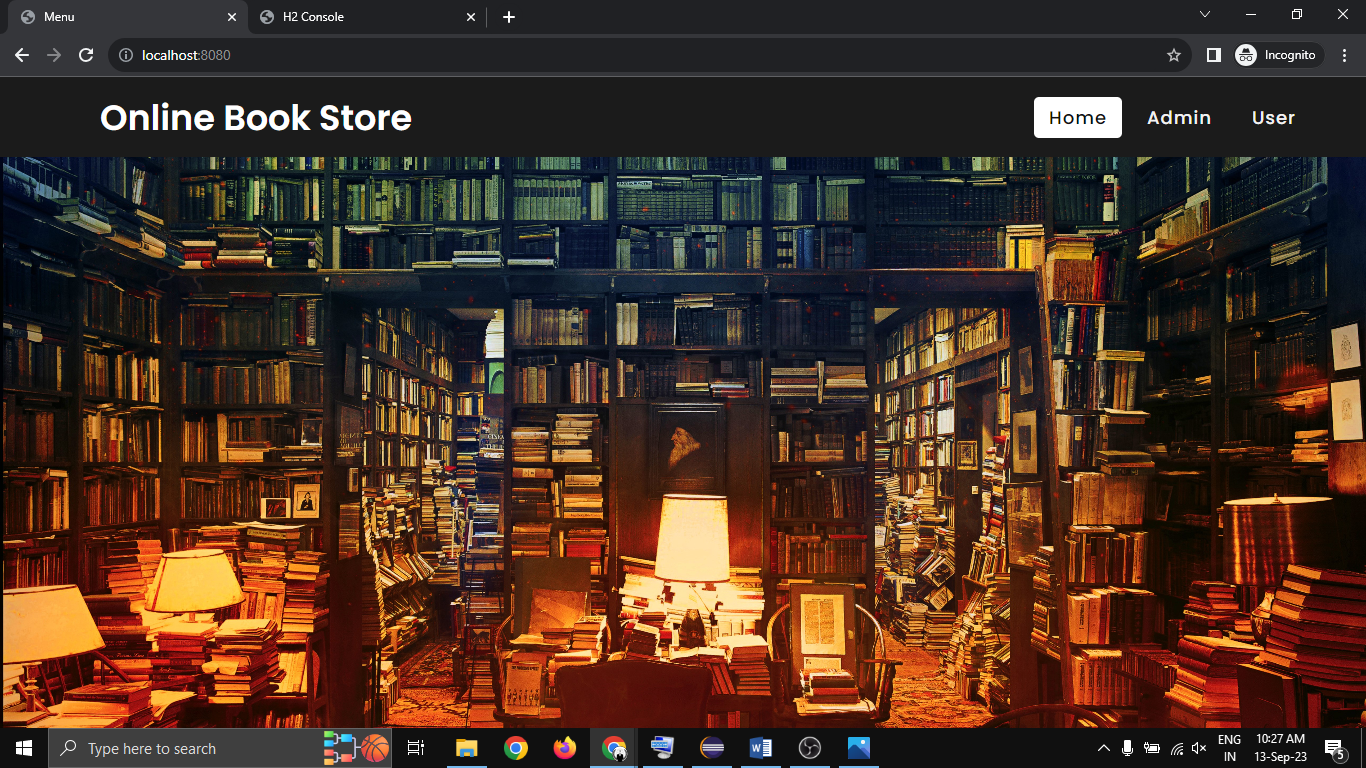 Menu
H2 Console
localhost:8080
Incognito
Online Book Store
Home
Admin
User
Type here to search
ENG
IN
10:27 AM
13-Sep-23
5